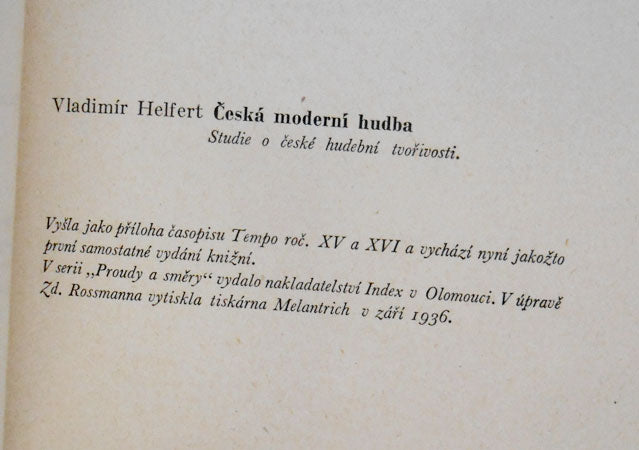 Vladimír Helfert Česká moderní hudba
Studie o české hudební tvořivosti.
Vyšla jako příloha časopisu Tempo roč. XV a XVI a vychází nyní jakožto
první samostatné vydání knižní.
V serii „Proudy a směry“ vydalo nakladatelství Index v Olomouci. V úpravě
Zd. Rossmanna vytiskla tiskárna Melantrich v září 1936.